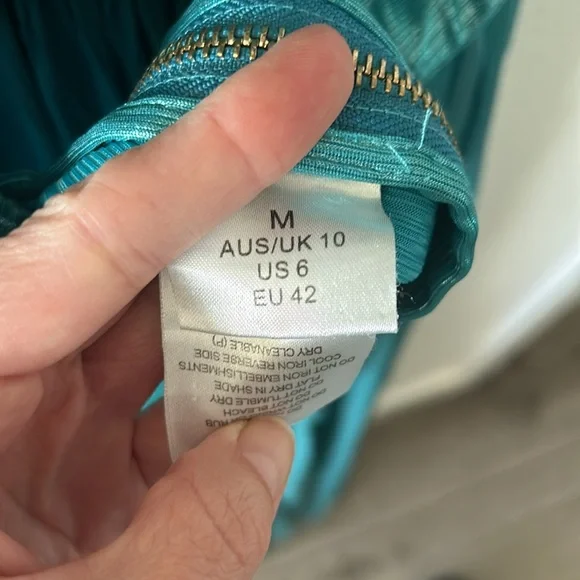 M
AUS/UK 10
US 6
EU 42
DO NOT BLEACH
DO NOT TUMBLE DRY
FLAT DRY IN SHADE
DO NOT IRON EMBELLISHMENTS
COOL IRON REVERSE SIDE
DRY CLEANABLE (P)